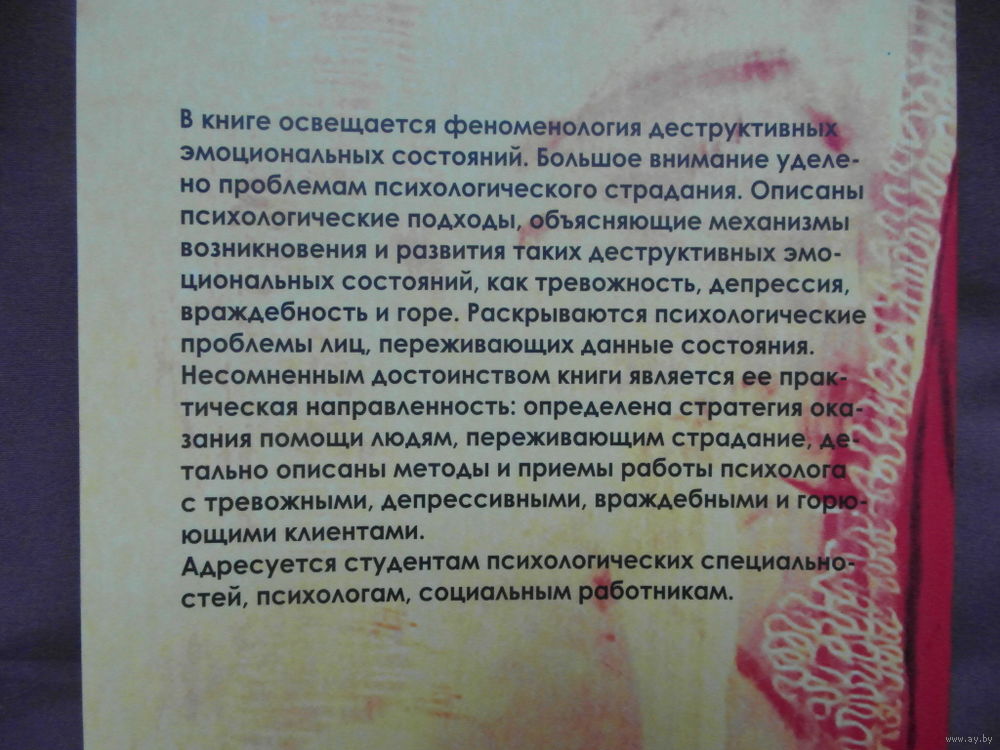 В книге освещается феноменология деструктивных
эмоциональных состояний. Большое внимание уделе-
но проблемам психологического страдания. Описаны
психологические подходы, объясняющие механизмы
возникновения и развития таких деструктивных эмо-
циональных состояний, как тревожность, депрессия,
враждебность и горе. Раскрываются психологические
проблемы лиц, переживающих данные состояния.
Несомненным достоинством книги является ее прак-
тическая направленность: определена стратегия ока-
зания помощи людям, переживающим страдание, де-
тально описаны методы и приемы работы психолога
с тревожными, депрессивными, враждебными и горю-
ющими клиентами.
Адресуется студентам психологических специально-
стей, психологам, социальным работникам.
www.ay.by